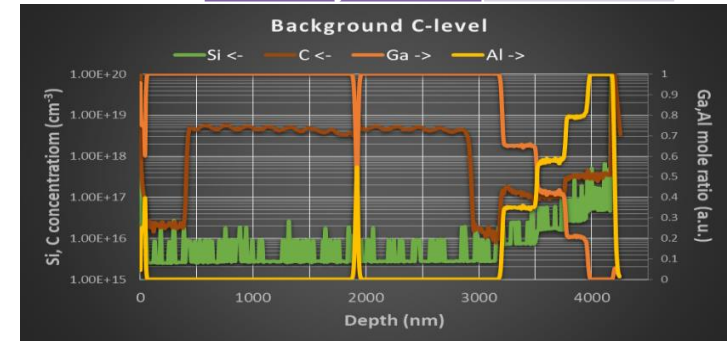 Background C-level
Si <- C <- Ga -> Al ->
1.00E+20
1.00E+19
1.00E+18
1.00E+17
1.00E+16
1.00E+15
Si, C concentratiom (cm-3)
1
0.9
0.8
0.7
0.6
0.5
0.4
0.3
0.2
0.1
0
Ga,Al mole ratio (a.u.)
0 1000 2000 3000 4000
Depth (nm)